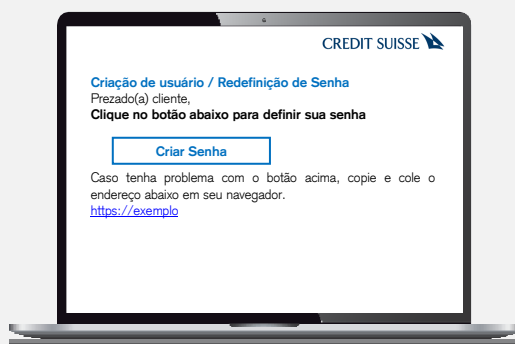 CREDIT SUISSE
Criação de usuário / Redefinição de Senha
Prezado(a) cliente,
Clique no botão abaixo para definir sua senha
Criar Senha
Caso tenha problema com o botão acima, copie e cole o
endereço abaixo em seu navegador.
https://exemplo